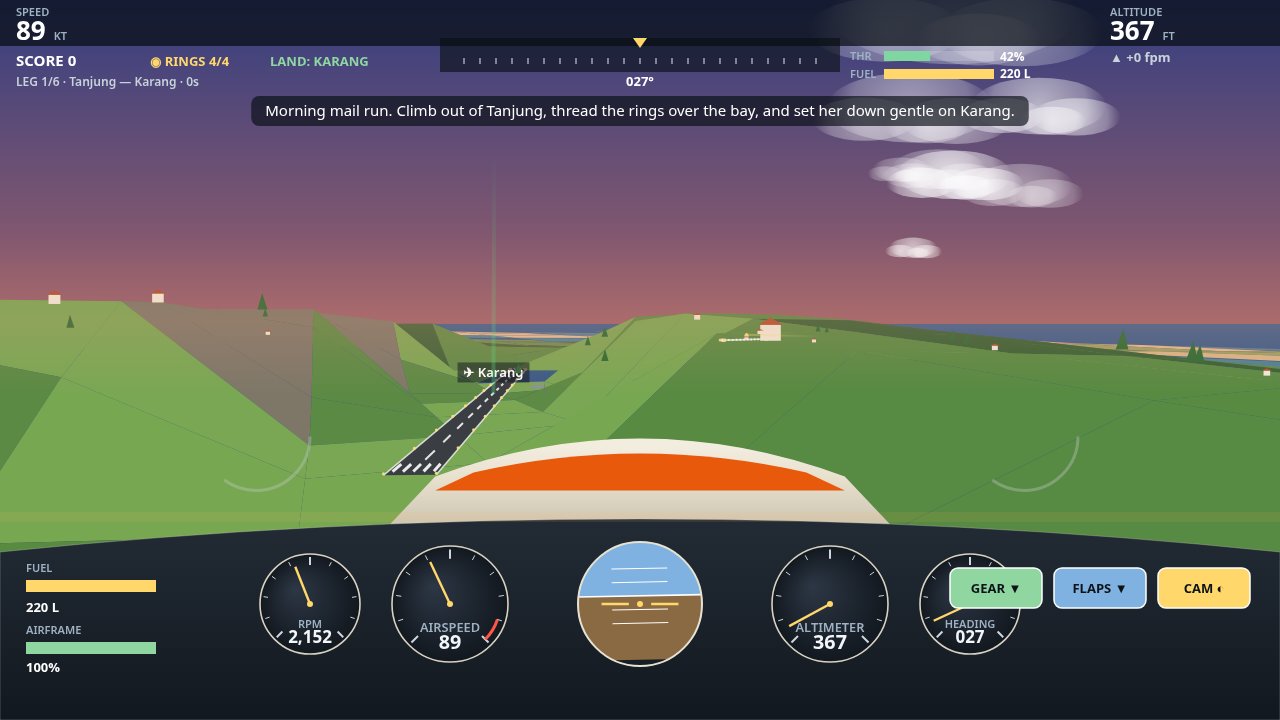 SPEED
89 KT
ALTITUDE
367 FT
SCORE 0
◉ RINGS 4/4
LAND: KARANG
THR 42%
▲ +0 fpm
LEG 1/6 · Tanjung — Karang · 0s
027°
FUEL 220 L
Morning mail run. Climb out of Tanjung, thread the rings over the bay, and set her down gentle on Karang.
✈ Karang
FUEL
220 L
AIRFRAME
100%
RPM
2,152
AIRSPEED
89
ALTIMETER
367
HEADING
027
GEAR ▼
FLAPS ▼
CAM